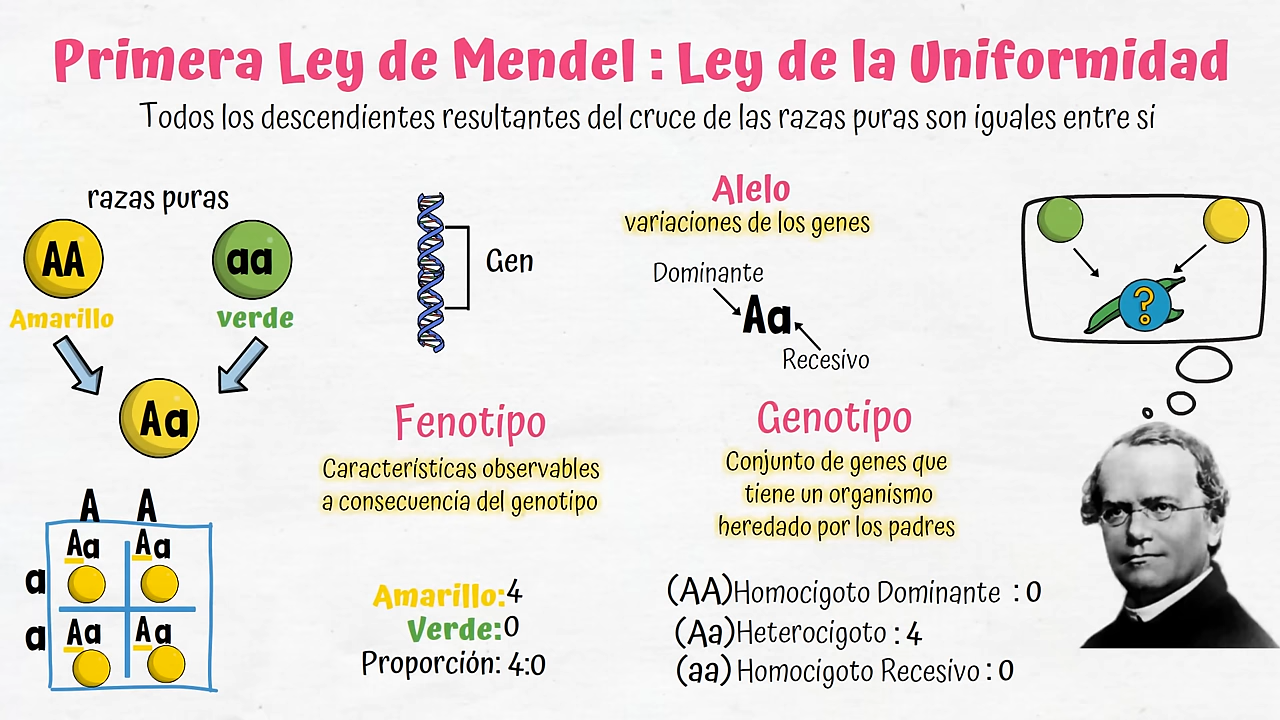 Primera Ley de Mendel : Ley de la Uniformidad
Todos los descendientes resultantes del cruce de las razas puras son iguales entre si
razas puras
AA
aa
Amarillo
verde
Aa
A A
a
a
Aa
Aa
Aa
Aa
Gen
Alelo
variaciones de los genes
Dominante
Aa
Recesivo
Fenotipo
Características observables
a consecuencia del genotipo
Genotipo
Conjunto de genes que
tiene un organismo
heredado por los padres
Amarillo:4
Verde:0
Proporción: 4:0
(AA)Homocigoto Dominante : 0
(Aa)Heterocigoto : 4
(aa) Homocigoto Recesivo : 0
?